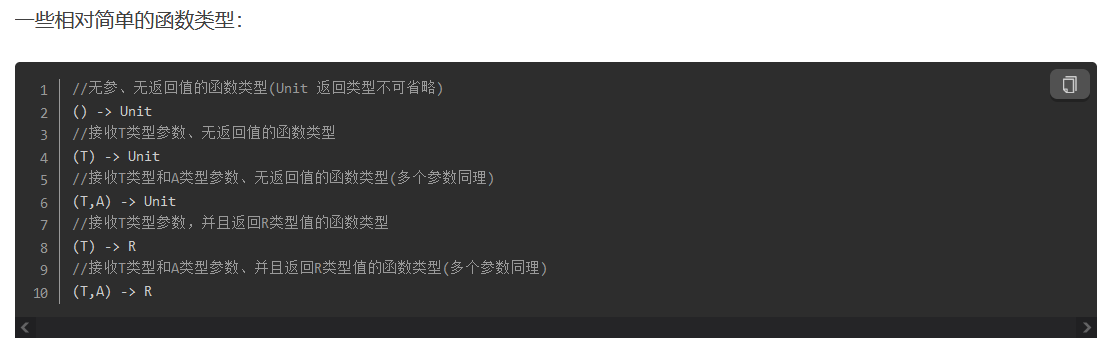 一些相对简单的函数类型：
1 //无参、无返回值的函数类型(Unit 返回类型不可省略)
2 () -> Unit
3 //接收T类型参数、无返回值的函数类型
4 (T) -> Unit
5 //接收T类型和A类型参数、无返回值的函数类型(多个参数同理)
6 (T,A) -> Unit
7 //接收T类型参数，并且返回R类型值的函数类型
8 (T) -> R
9 //接收T类型和A类型参数、并且返回R类型值的函数类型(多个参数同理)
10 (T,A) -> R